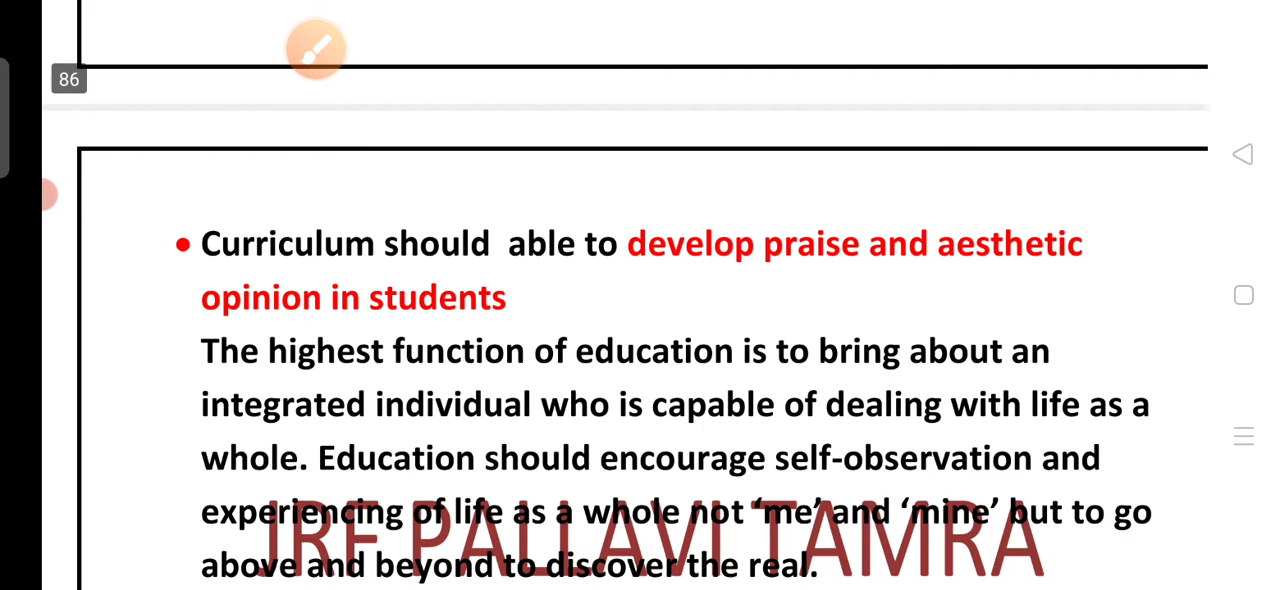 86
• Curriculum should able to develop praise and aesthetic
opinion in students
The highest function of education is to bring about an
integrated individual who is capable of dealing with life as a
whole. Education should encourage self-observation and
experiencing of life as a whole not ‘me’ and ‘mine’ but to go
above and beyond to discover the real.
JRF PALLAVI TAMRA